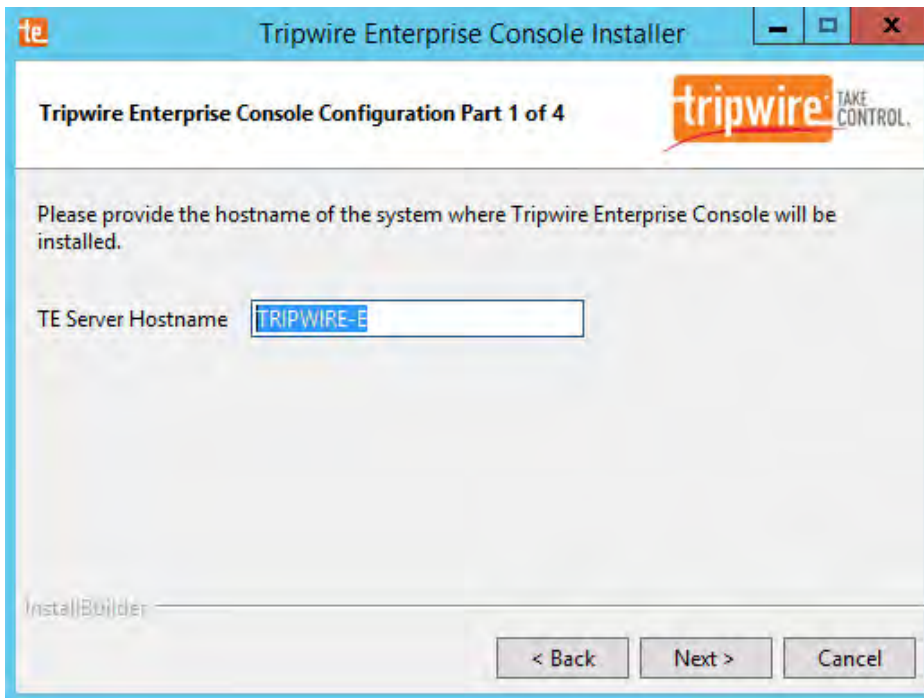 te
Tripwire Enterprise Console Installer
Tripwire Enterprise Console Configuration Part 1 of 4
tripwire TAKE
CONTROL.
Please provide the hostname of the system where Tripwire Enterprise Console will be
installed.
TE Server Hostname TRIPWIRE-E
InstallBuilder
< Back Next > Cancel